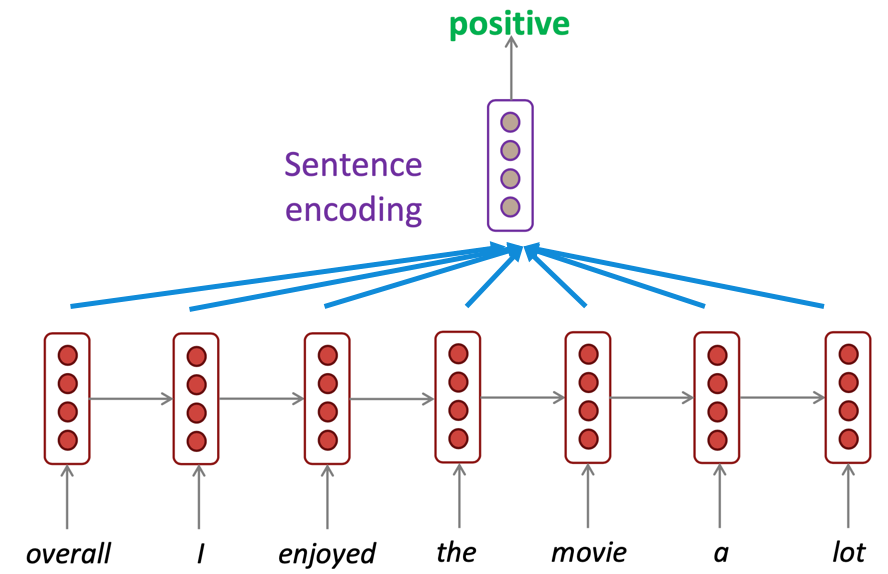 positive
Sentence
encoding
overall I enjoyed the movie a lot